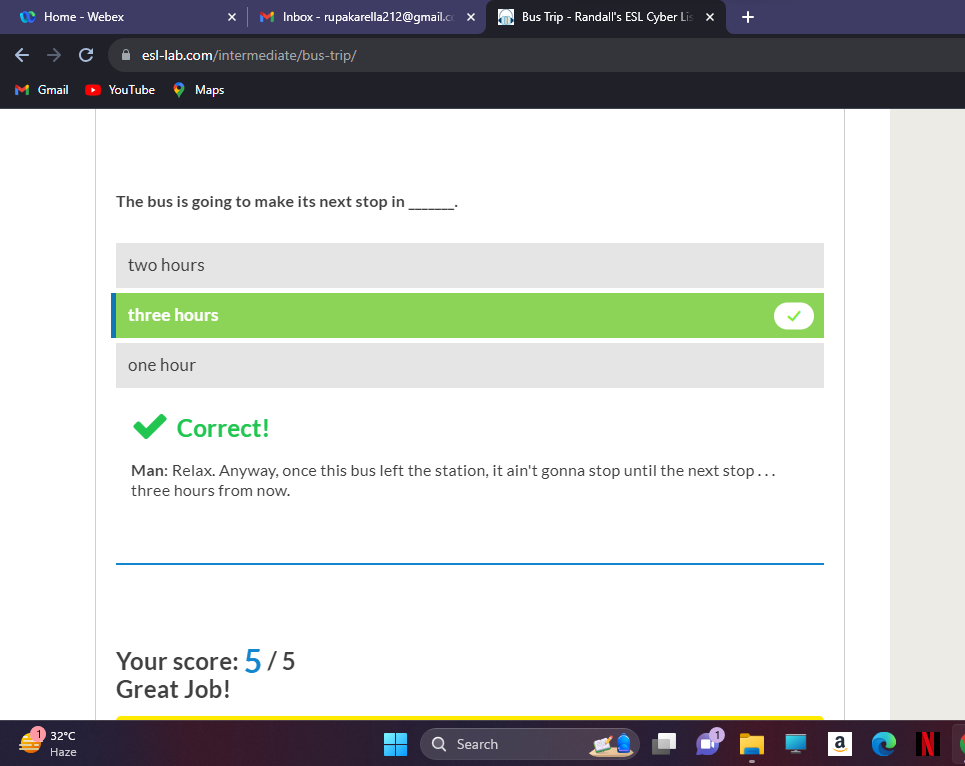 Home - Webex
Inbox - rupakarella212@gmail.c
Bus Trip - Randall's ESL Cyber Lis
esl-lab.com/intermediate/bus-trip/
Gmail
YouTube
Maps
The bus is going to make its next stop in _______.
two hours
three hours
one hour
Correct!
Man: Relax. Anyway, once this bus left the station, it ain't gonna stop until the next stop . . .
three hours from now.
Your score: 5 / 5
Great Job!
1
32°C
Haze
Search
1
a
N